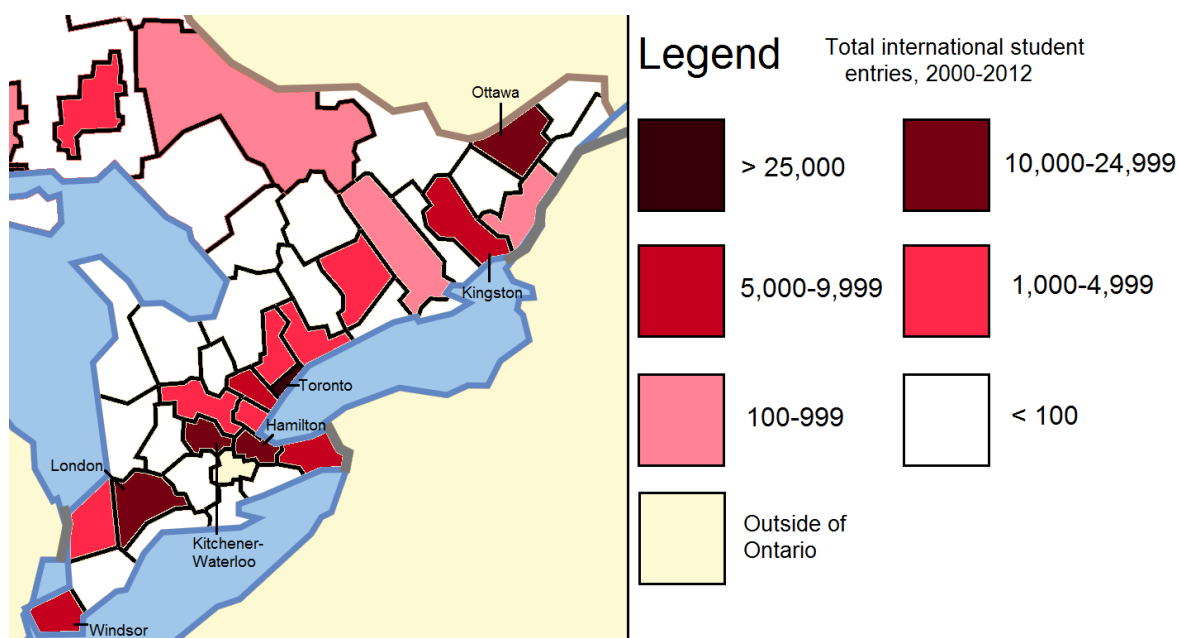 Legend
Total international student
entries, 2000-2012
> 25,000
10,000-24,999
5,000-9,999
1,000-4,999
100-999
< 100
Outside of
Ontario
Ottawa
Kingston
Toronto
Hamilton
London
Kitchener-
Waterloo
Windsor